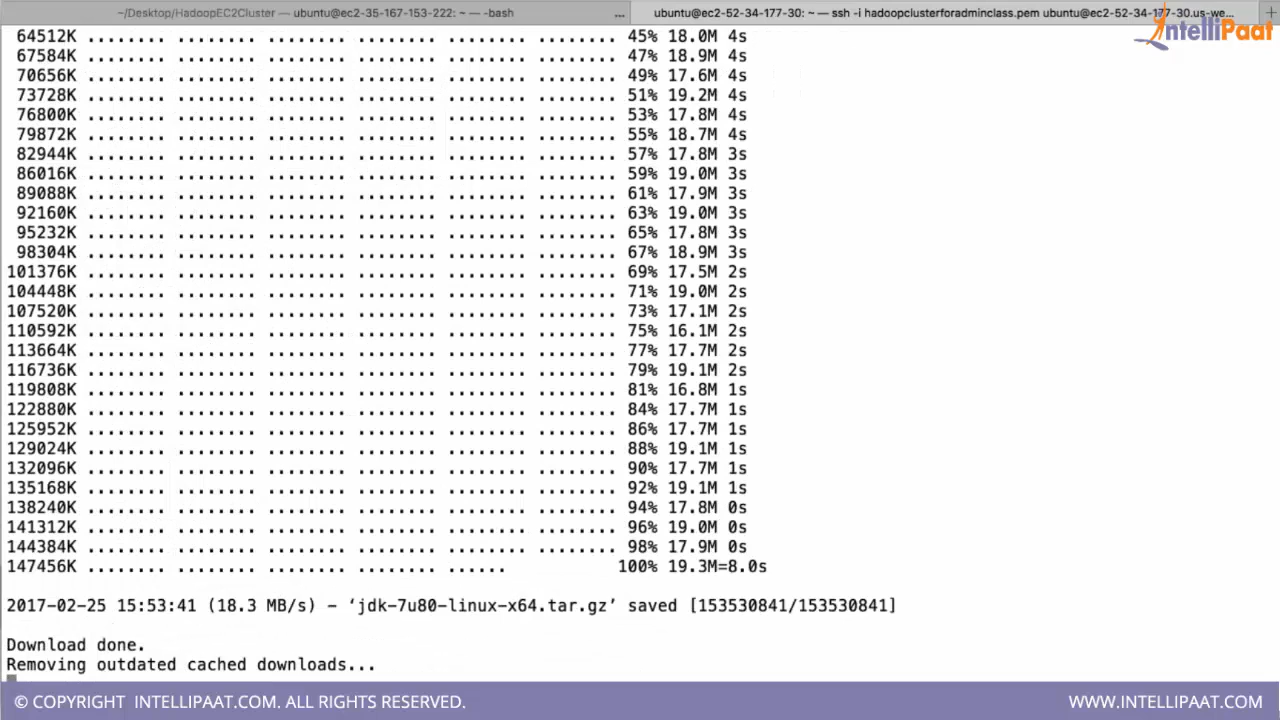 ~/Desktop/HadoopEC2Cluster — ubuntu@ec2-35-167-153-222: ~ — -bash ...
ubuntu@ec2-52-34-177-30: ~ — ssh -i hadoopclusterforadminclass.pem ubuntu@ec2-52-34-177-30.us-we... +
IntelliPaat
64512K ........ ........ ........ ........ ........ ........ 45% 18.0M 4s
67584K ........ ........ ........ ........ ........ ........ 47% 18.9M 4s
70656K ........ ........ ........ ........ ........ ........ 49% 17.6M 4s
73728K ........ ........ ........ ........ ........ ........ 51% 19.2M 4s
76800K ........ ........ ........ ........ ........ ........ 53% 17.8M 4s
79872K ........ ........ ........ ........ ........ ........ 55% 18.7M 4s
82944K ........ ........ ........ ........ ........ ........ 57% 17.8M 3s
86016K ........ ........ ........ ........ ........ ........ 59% 19.0M 3s
89088K ........ ........ ........ ........ ........ ........ 61% 17.9M 3s
92160K ........ ........ ........ ........ ........ ........ 63% 19.0M 3s
95232K ........ ........ ........ ........ ........ ........ 65% 17.8M 3s
98304K ........ ........ ........ ........ ........ ........ 67% 18.9M 3s
101376K ........ ........ ........ ........ ........ ........ 69% 17.5M 2s
104448K ........ ........ ........ ........ ........ ........ 71% 19.0M 2s
107520K ........ ........ ........ ........ ........ ........ 73% 17.1M 2s
110592K ........ ........ ........ ........ ........ ........ 75% 16.1M 2s
113664K ........ ........ ........ ........ ........ ........ 77% 17.7M 2s
116736K ........ ........ ........ ........ ........ ........ 79% 19.1M 2s
119808K ........ ........ ........ ........ ........ ........ 81% 16.8M 1s
122880K ........ ........ ........ ........ ........ ........ 84% 17.7M 1s
125952K ........ ........ ........ ........ ........ ........ 86% 17.7M 1s
129024K ........ ........ ........ ........ ........ ........ 88% 19.1M 1s
132096K ........ ........ ........ ........ ........ ........ 90% 17.7M 1s
135168K ........ ........ ........ ........ ........ ........ 92% 19.1M 1s
138240K ........ ........ ........ ........ ........ ........ 94% 17.8M 0s
141312K ........ ........ ........ ........ ........ ........ 96% 19.0M 0s
144384K ........ ........ ........ ........ ........ ........ 98% 17.9M 0s
147456K ........ ........ ........ ........ ...... 100% 19.3M=8.0s
2017-02-25 15:53:41 (18.3 MB/s) – ‘jdk-7u80-linux-x64.tar.gz’ saved [153530841/153530841]
Download done.
Removing outdated cached downloads...
© COPYRIGHT INTELLIPAAT.COM. ALL RIGHTS RESERVED.
WWW.INTELLIPAAT.COM